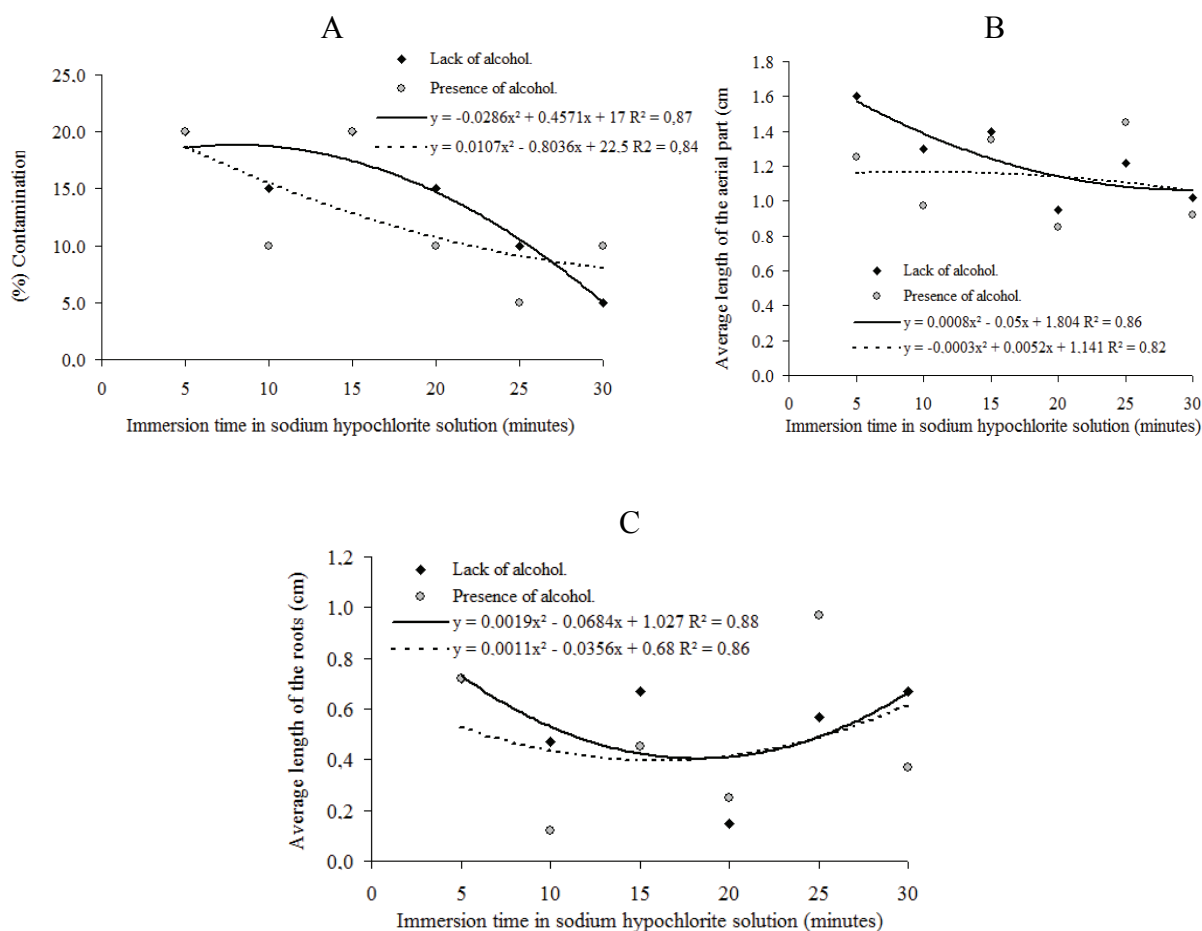 A
Lack of alcohol.
Presence of alcohol.
y = -0.0286x² + 0.4571x + 17 R² = 0,87
y = 0.0107x² - 0.8036x + 22.5 R2 = 0,84
(%) Contamination
25.0
20.0
15.0
10.0
5.0
0.0
0 5 10 15 20 25 30
Immersion time in sodium hypochlorite solution (minutes)
B
Average length of the aerial part (cm
1.8
1.6
1.4
1.2
1.0
0.8
0.6
0.4
0.2
0.0
Lack of alcohol.
Presence of alcohol.
y = 0.0008x² - 0.05x + 1.804 R² = 0.86
y = -0.0003x² + 0.0052x + 1,141 R² = 0.82
0 5 10 15 20 25 30
Immersion time in sodium hypochlorite solution (minutes)
C
Average length of the roots (cm)
1.2
1.0
0.8
0.6
0.4
0.2
0.0
Lack of alcohol.
Presence of alcohol.
y = 0.0019x² - 0.0684x + 1.027 R² = 0.88
y = 0.0011x² - 0.0356x + 0.68 R² = 0.86
0 5 10 15 20 25 30
Immersion time in sodium hypochlorite solution (minutes)